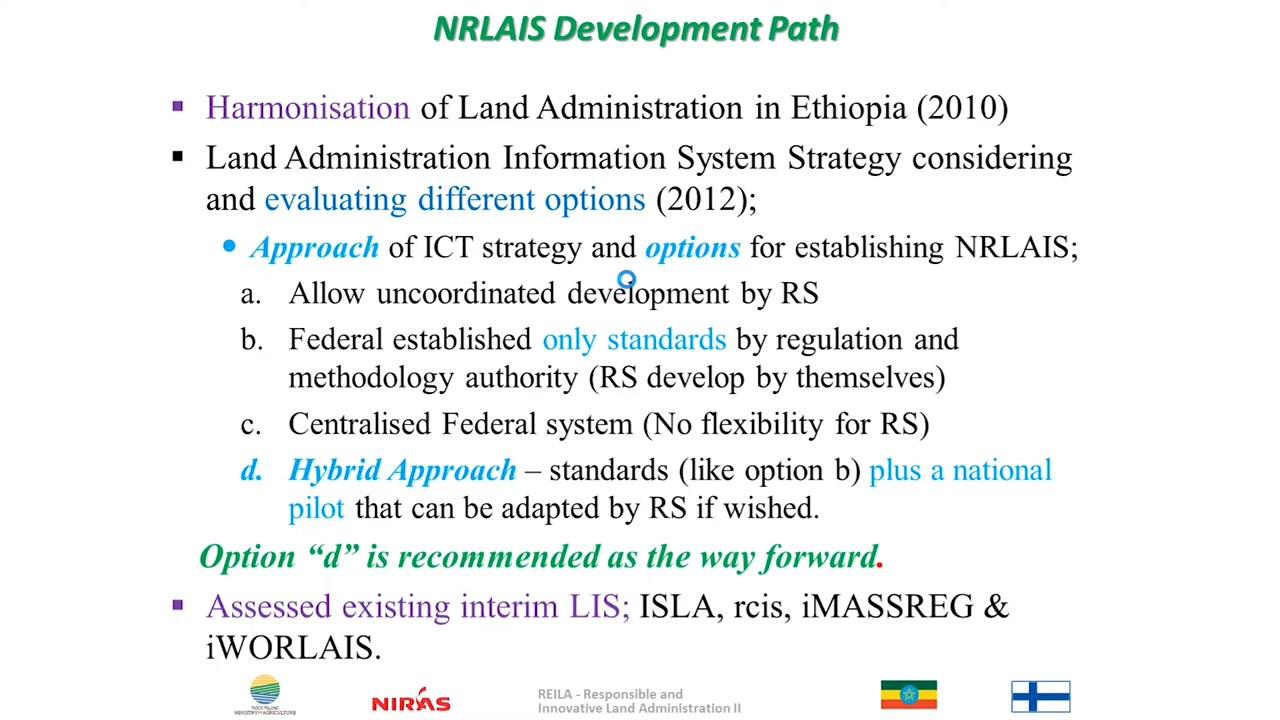 NRLAIS Development Path
Harmonisation of Land Administration in Ethiopia (2010)
Land Administration Information System Strategy considering
and evaluating different options (2012);
Approach of ICT strategy and options for establishing NRLAIS;
a. Allow uncoordinated development by RS
b. Federal established only standards by regulation and
methodology authority (RS develop by themselves)
c. Centralised Federal system (No flexibility for RS)
d. Hybrid Approach – standards (like option b) plus a national
pilot that can be adapted by RS if wished.
Option “d” is recommended as the way forward.
Assessed existing interim LIS; ISLA, rcis, iMASSREG &
iWORLAIS.
MINISTRY OF AGRICULTURE
NIRAS
REILA - Responsible and
Innovative Land Administration II